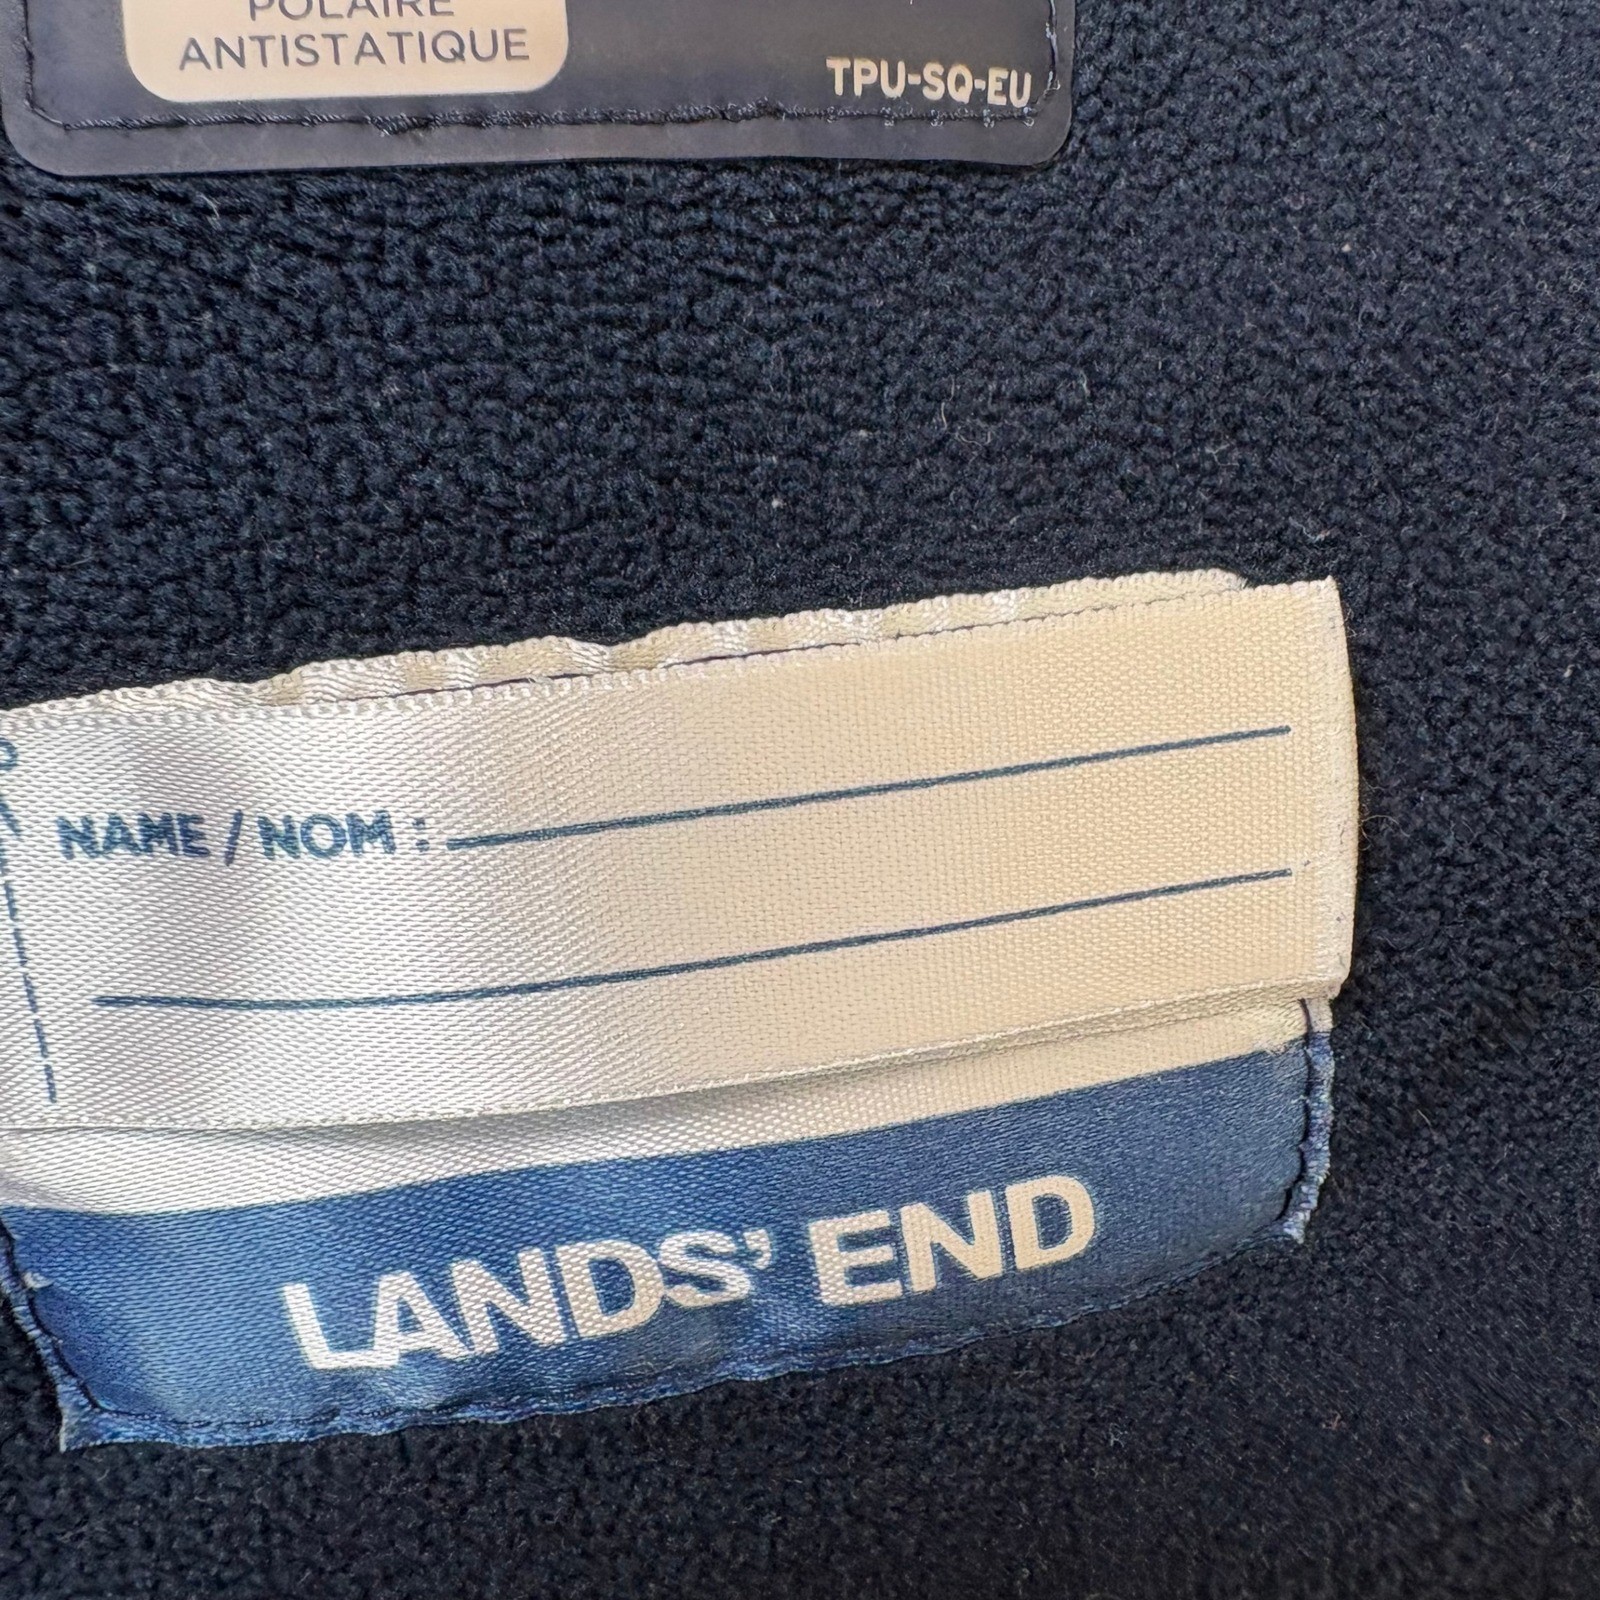 POLAIRE
ANTISTATIQUE
TPU-SQ-EU
NAME / NOM :
LANDS' END